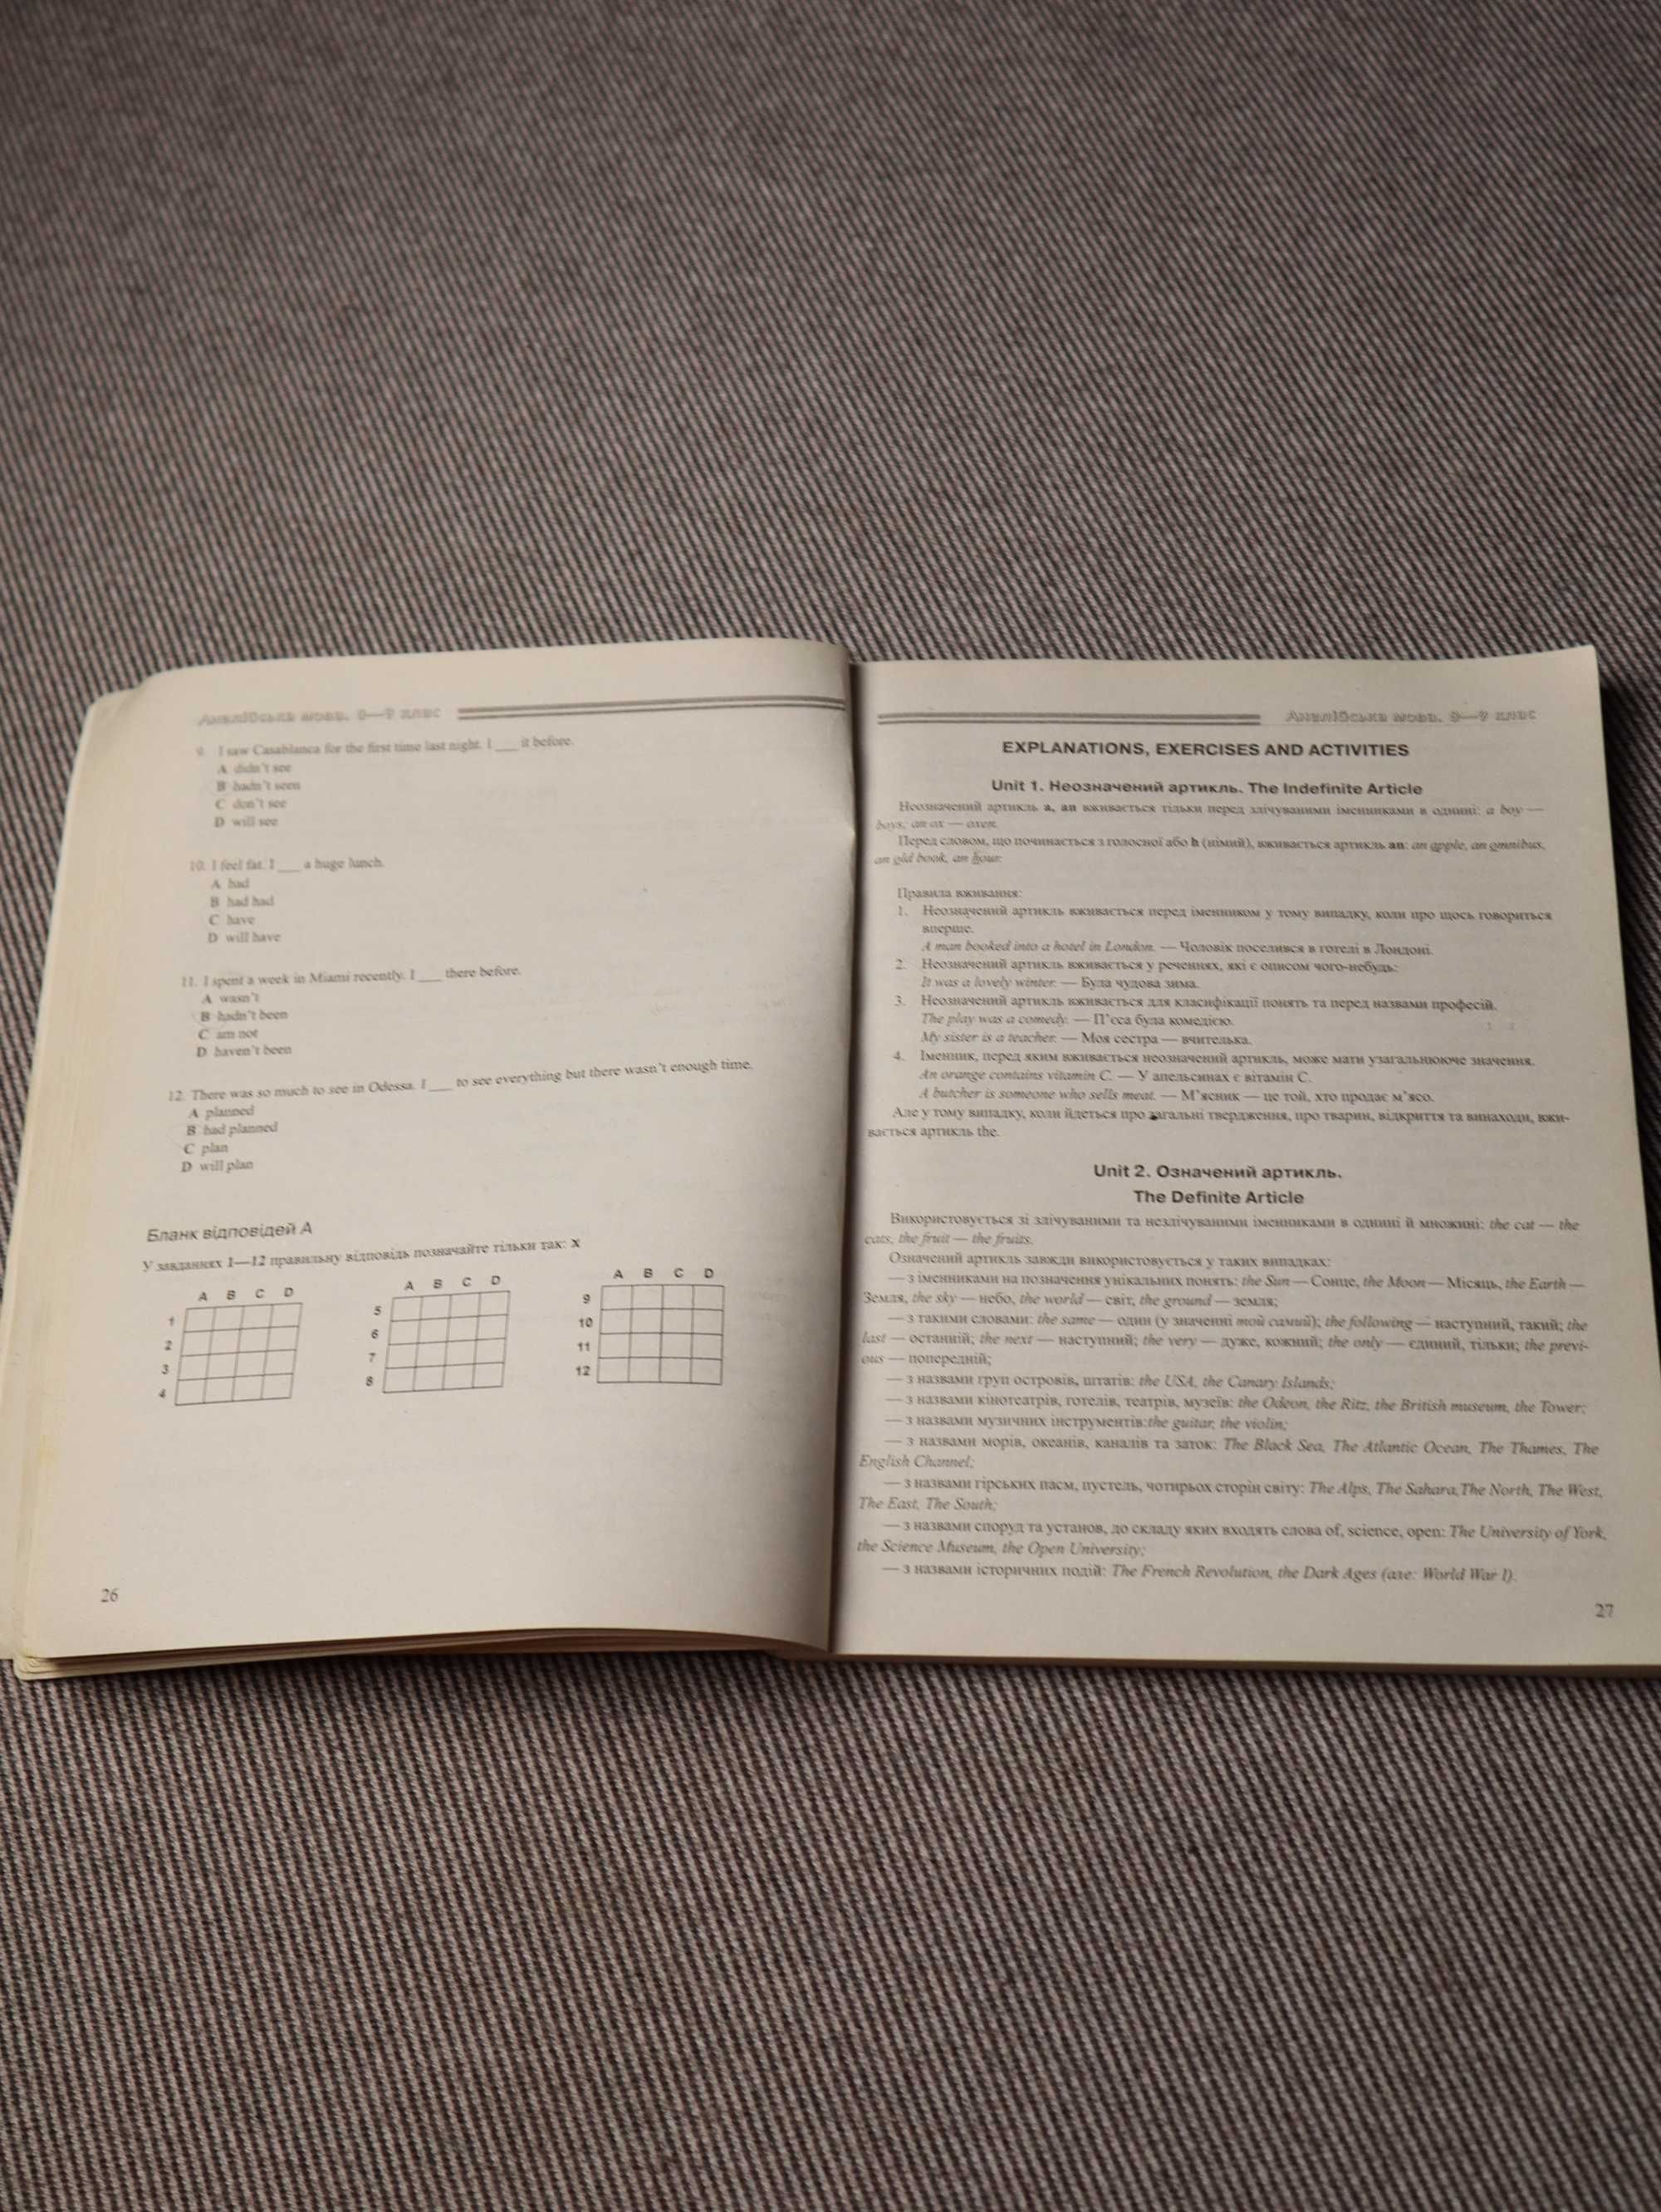 Англійська мова. 8—9 клас
9. I saw Casablanca for the first time last night. I ___ it before.
A didn't see
B hadn't seen
C don't see
D will see
10. I feel fat. I ___ a huge lunch.
A had
B had had
C have
D will have
11. I spent a week in Miami recently. I ___ there before.
A wasn't
B hadn't been
C am not
D haven't been
12. There was so much to see in Odessa. I ___ to see everything but there wasn't enough time.
A planned
B had planned
C plan
D will plan
Бланк відповідей А
У завданнях 1—12 правильну відповідь позначайте тільки так: X
A B C D
1
2
3
4
A B C D
5
6
7
8
A B C D
9
10
11
12
26
Англійська мова. 8—9 клас
EXPLANATIONS, EXERCISES AND ACTIVITIES
Unit 1. Неозначений артикль. The Indefinite Article
Неозначений артикль a, an вживається тільки перед злічуваними іменниками в однині: a boy —
boys; an ox — oxen.
Перед словом, що починається з голосної або h (німий), вживається артикль an: an apple, an omnibus,
an old book, an hour.
Правила вживання:
1. Неозначений артикль вживається перед іменником у тому випадку, коли про щось говориться
вперше.
A man booked into a hotel in London. — Чоловік поселився в готелі в Лондоні.
2. Неозначений артикль вживається у реченнях, які є описом чого-небудь:
It was a lovely winter. — Була чудова зима.
3. Неозначений артикль вживається для класифікації понять та перед назвами професій.
The play was a comedy. — П'єса була комедією.
My sister is a teacher. — Моя сестра — вчителька.
4. Іменник, перед яким вживається неозначений артикль, може мати узагальнююче значення.
An orange contains vitamin C. — У апельсинах є вітамін С.
A butcher is someone who sells meat. — М'ясник — це той, хто продає м'ясо.
Але у тому випадку, коли йдеться про загальні твердження, про тварин, відкриття та винаходи, вжи-
вається артикль the.
Unit 2. Означений артикль.
The Definite Article
Використовується зі злічуваними та незлічуваними іменниками в однині й множині: the cat — the
cats, the fruit — the fruits.
Означений артикль завжди використовується у таких випадках:
— з іменниками на позначення унікальних понять: the Sun — Сонце, the Moon — Місяць, the Earth —
Земля, the sky — небо, the world — світ, the ground — земля;
— з такими словами: the same — один (у значенні той самий); the following — наступний, такий; the
last — останній; the next — наступний; the very — дуже, кожний; the only — єдиний, тільки; the previ-
ous — попередній;
— з назвами груп островів, штатів: the USA, the Canary Islands;
— з назвами кінотеатрів, готелів, театрів, музеїв: the Odeon, the Ritz, the British museum, the Tower;
— з назвами музичних інструментів:the guitar, the violin;
— з назвами морів, океанів, каналів та заток: The Black Sea, The Atlantic Ocean, The Thames, The
English Channel;
— з назвами гірських пасм, пустель, чотирьох сторін світу: The Alps, The Sahara,The North, The West,
The East, The South;
— з назвами споруд та установ, до складу яких входять слова of, science, open: The University of York,
the Science Museum, the Open University;
— з назвами історичних подій: The French Revolution, the Dark Ages (але: World War I).
27